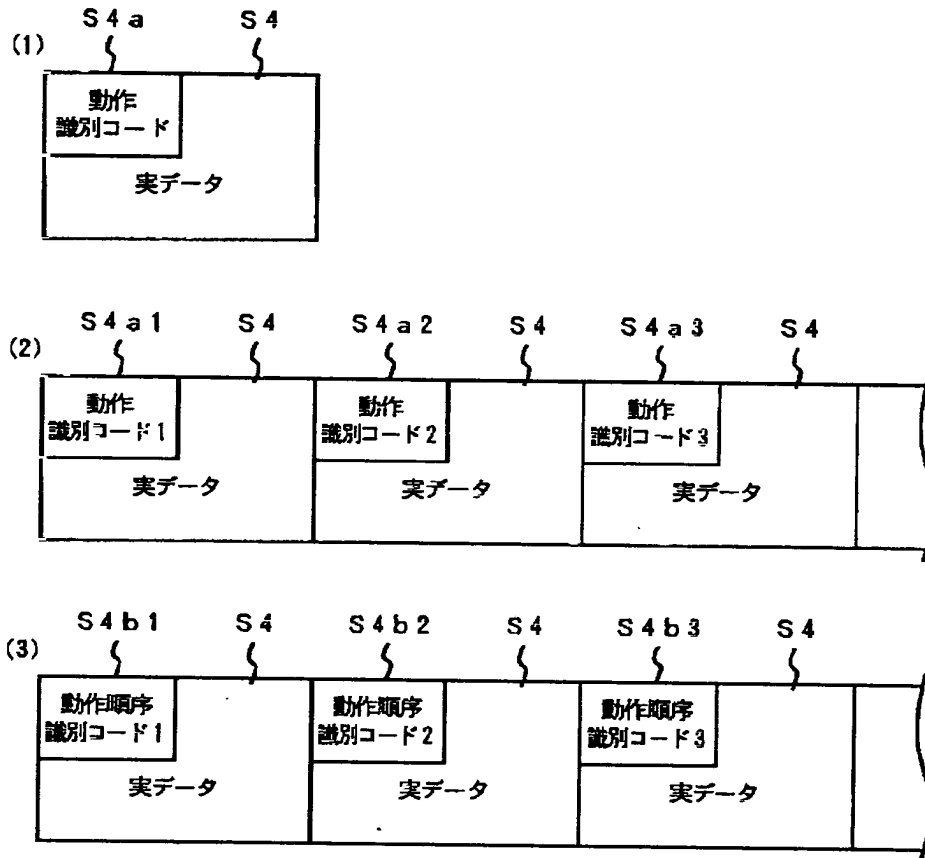 (1)
S4a S4
動作
識別コード
実データ
(2)
S4a1 S4 S4a2 S4 S4a3 S4
動作
識別コード1
動作
識別コード2
動作
識別コード3
実データ 実データ 実データ
(3)
S4b1 S4 S4b2 S4 S4b3 S4
動作順序
識別コード1
動作順序
識別コード2
動作順序
識別コード3
実データ 実データ 実データ